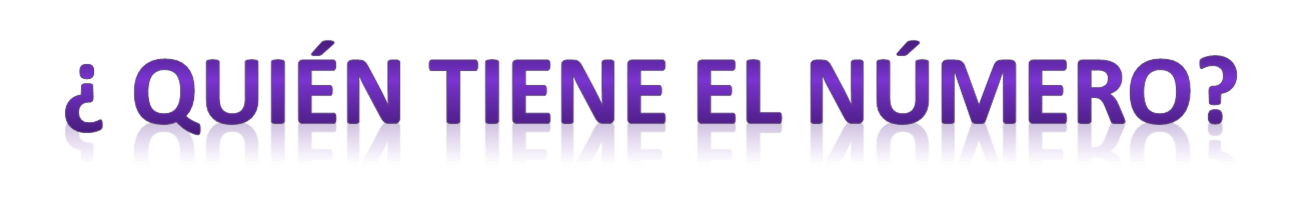 ¿ QUIÉN TIENE EL NÚMERO?